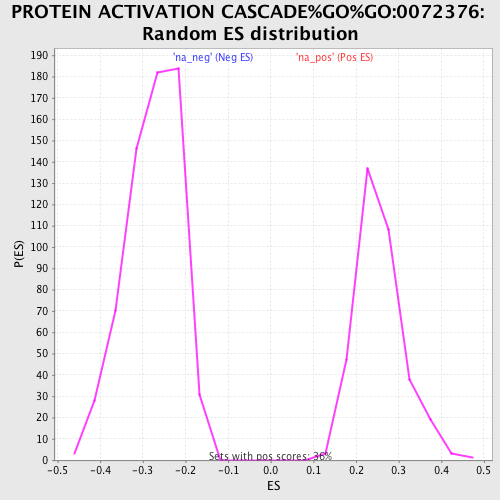 PROTEIN ACTIVATION CASCADE%GO%GO:0072376:
Random ES distribution
'na_neg' (Neg ES) 'na_pos' (Pos ES)
190
180
170
160
150
140
130
120
110
100
90
80
70
60
50
40
30
20
10
0
P(ES)
Sets with pos scores: 36%
-0.5 -0.4 -0.3 -0.2 -0.1 0.0 0.1 0.2 0.3 0.4 0.5
ES